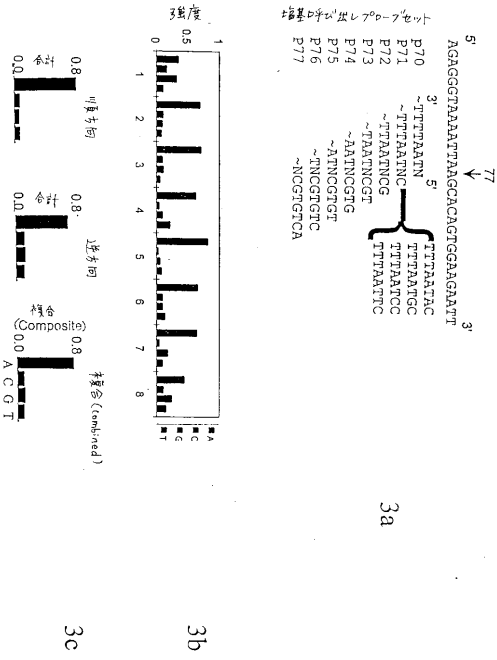 77
5'
3'
AGAGGGTAAAATTAAGCACAGTGGAAGAATT
3'
5'
塩基呼び出しプローブセット
p70 ~TTTTAATN
p71 ~TTTAATNC
p72 ~TTAATNCG
p73 ~TAATNCGT
p74 ~AATNCGTG
p75 ~ATNCGTGT
p76 ~TNCGTGTC
p77 ~NCGTGTCA
TTTAATAC
TTTAATGC
TTTAATCC
TTTAATTC
3a
強度
1
0.5
0
1 2 3 4 5 6 7 8
A
C
G
T
3b
順方向
合計
0.8
0.0
逆方向
合計
0.8
0.0
複合(combined)
複合
(Composite)
0.8
0.0
A C G T
3c